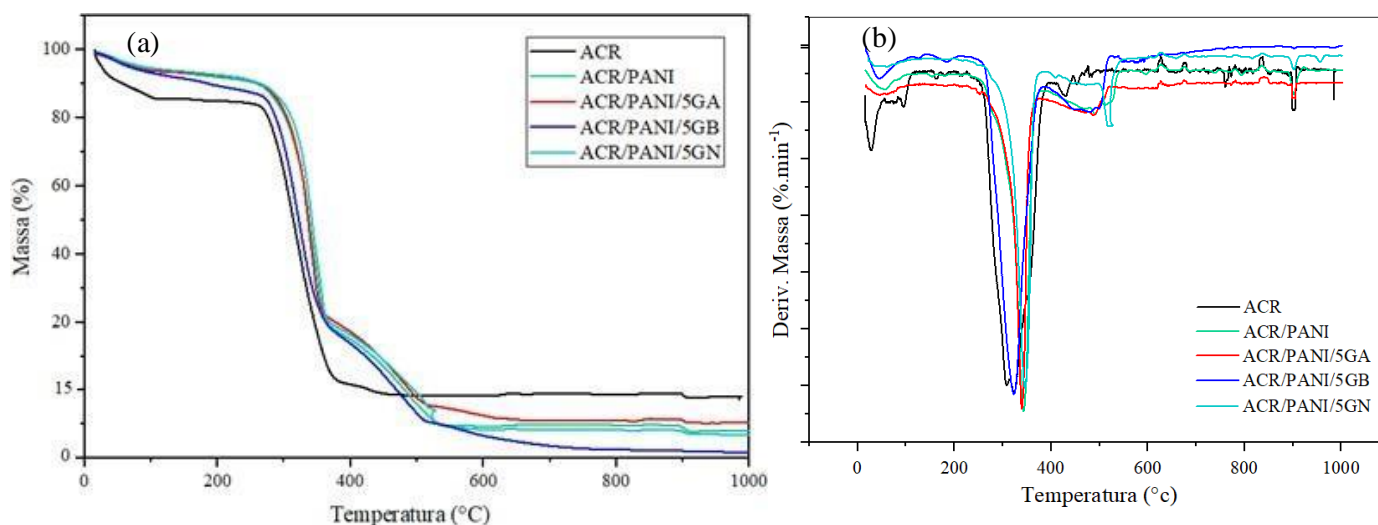 (a)
ACR
ACR/PANI
ACR/PANI/5GA
ACR/PANI/5GB
ACR/PANI/5GN
Massa (%)
100
80
60
40
20
15
0
0
200
400
600
800
1000
Temperatura (°C)
(b)
Deriv. Massa (%.min⁻¹)
ACR
ACR/PANI
ACR/PANI/5GA
ACR/PANI/5GB
ACR/PANI/5GN
0
200
400
600
800
1000
Temperatura (°c)